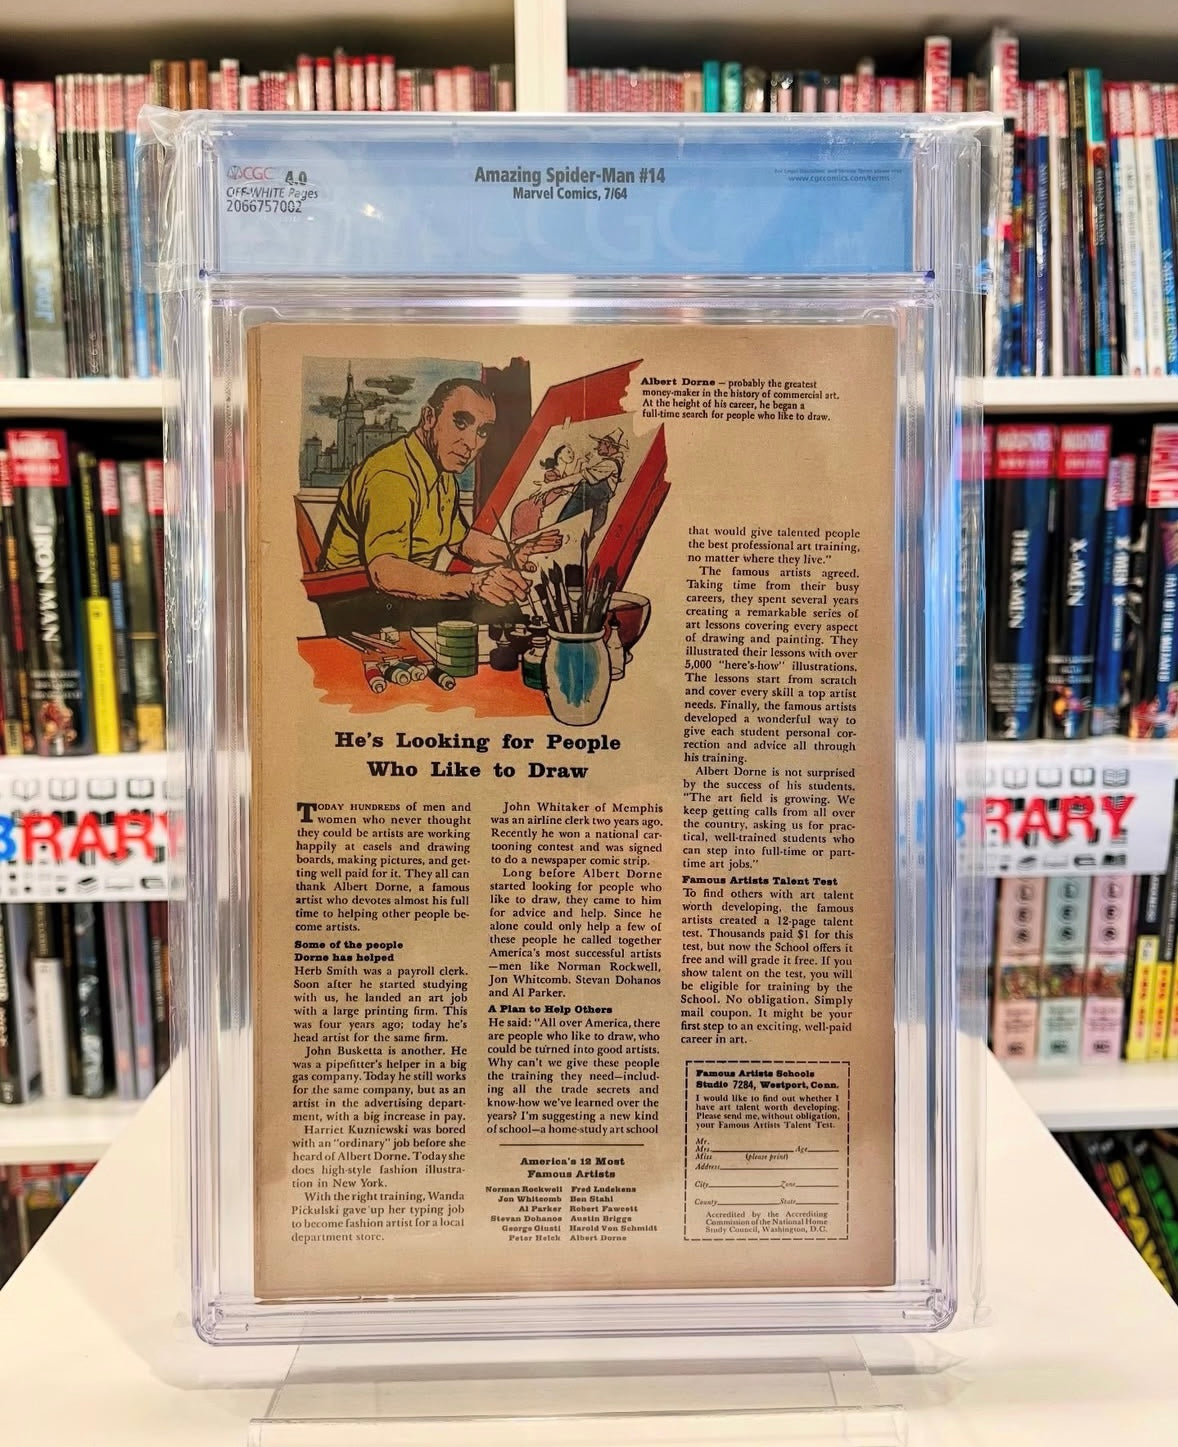 CGC 4.0
OFF-WHITE Pages
2066757002
Amazing Spider-Man #14
Marvel Comics, 7/64
www.cgccomics.com/terms
Albert Dorne – probably the greatest
money-maker in the history of commercial art.
At the height of his career, he began a
full-time search for people who like to draw.
He's Looking for People
Who Like to Draw
TODAY HUNDREDS of men and
women who never thought
they could be artists are working
happily at easels and drawing
boards, making pictures, and get-
ting well paid for it. They all can
thank Albert Dorne, a famous
artist who devotes almost his full
time to helping other people be-
come artists.
Some of the people
Dorne has helped
Herb Smith was a payroll clerk.
Soon after he started studying
with us, he landed an art job
with a large printing firm. This
was four years ago; today he's
head artist for the same firm.
John Busketta is another. He
was a pipefitter's helper in a big
gas company. Today he still works
for the same company, but as an
artist in the advertising depart-
ment, with a big increase in pay.
Harriet Kuzniewski was bored
with an "ordinary" job before she
heard of Albert Dorne. Today she
does high-style fashion illustra-
tion in New York.
With the right training, Wanda
Pickulski gave up her typing job
to become fashion artist for a local
department store.
John Whitaker of Memphis
was an airline clerk two years ago.
Recently he won a national car-
tooning contest and was signed
to do a newspaper comic strip.
Long before Albert Dorne
started looking for people who
like to draw, they came to him
for advice and help. Since he
alone could only help a few of
these people he called together
America's most successful artists
—men like Norman Rockwell,
Jon Whitcomb, Stevan Dohanos
and Al Parker.
A Plan to Help Others
He said: "All over America, there
are people who like to draw, who
could be turned into good artists.
Why can't we give these people
the training they need—includ-
ing all the trade secrets and
know-how we've learned over the
years? I'm suggesting a new kind
of school—a home-study art school
America's 12 Most
Famous Artists
Norman Rockwell Fred Ludekens
Jon Whitcomb Ben Stahl
Al Parker Robert Fawcett
Stevan Dohanos Austin Briggs
George Giusti Harold Von Schmidt
Peter Helck Albert Dorne
that would give talented people
the best professional art training,
no matter where they live."
The famous artists agreed.
Taking time from their busy
careers, they spent several years
creating a remarkable series of
art lessons covering every aspect
of drawing and painting. They
illustrated their lessons with over
5,000 "here's-how" illustrations.
The lessons start from scratch
and cover every skill a top artist
needs. Finally, the famous artists
developed a wonderful way to
give each student personal cor-
rection and advice all through
his training.
Albert Dorne is not surprised
by the success of his students.
"The art field is growing. We
keep getting calls from all over
the country, asking us for prac-
tical, well-trained students who
can step into full-time or part-
time art jobs."
Famous Artists Talent Test
To find others with art talent
worth developing, the famous
artists created a 12-page talent
test. Thousands paid $1 for this
test, but now the School offers it
free and will grade it free. If you
show talent on the test, you will
be eligible for training by the
School. No obligation. Simply
mail coupon. It might be your
first step to an exciting, well-paid
career in art.
Famous Artists Schools
Studio 7284, Westport, Conn.
I would like to find out whether I
have art talent worth developing.
Please send me, without obligation,
your Famous Artists Talent Test.
Mr.
Mrs. Age
Miss (please print)
Address
City Zone
County State
Accredited by the Accrediting
Commission of the National Home
Study Council, Washington, D.C.
IRON MAN
THE X-MEN
X-MEN
MARVEL
RARY
RARY